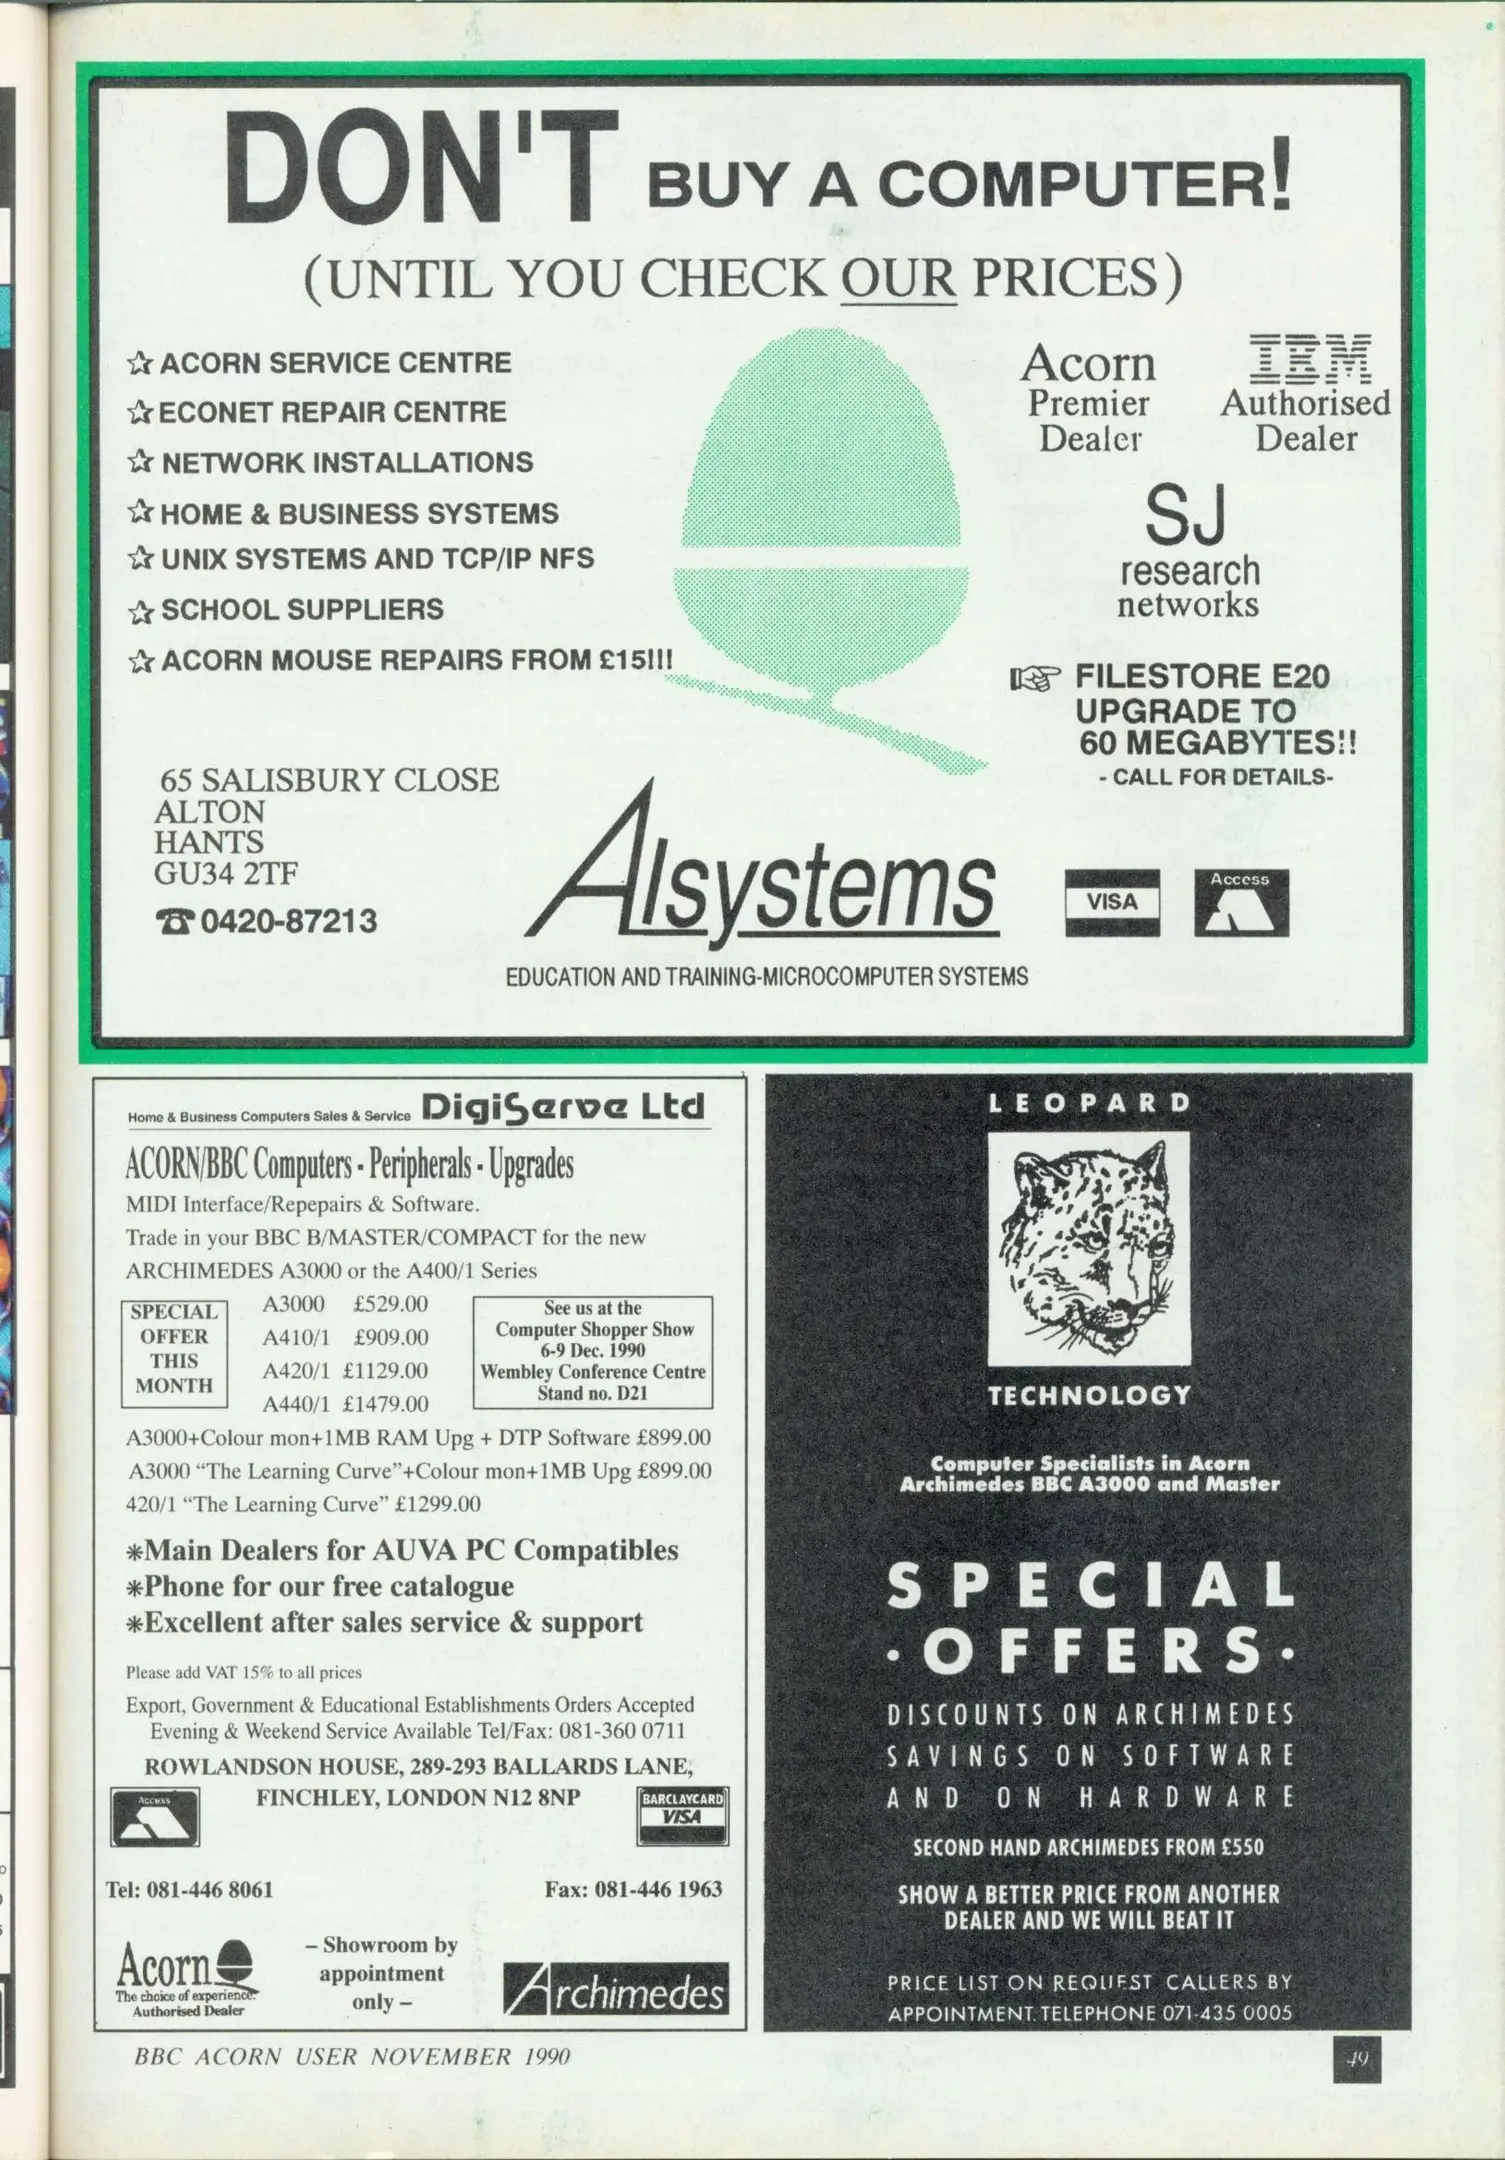 DON'T BUY A COMPUTER!
(UNTIL YOU CHECK OUR PRICES)
☆ ACORN SERVICE CENTRE
☆ ECONET REPAIR CENTRE
☆ NETWORK INSTALLATIONS
☆ HOME & BUSINESS SYSTEMS
☆ UNIX SYSTEMS AND TCP/IP NFS
☆ SCHOOL SUPPLIERS
☆ ACORN MOUSE REPAIRS FROM £15!!!
Acorn
Premier
Dealer
IBM
Authorised
Dealer
SJ
research
networks
☞ FILESTORE E20
UPGRADE TO
60 MEGABYTES!!
- CALL FOR DETAILS-
65 SALISBURY CLOSE
ALTON
HANTS
GU34 2TF
☎ 0420-87213
Alsystems
EDUCATION AND TRAINING-MICROCOMPUTER SYSTEMS
VISA
Access
Home & Business Computers Sales & Service DigiServe Ltd
ACORN/BBC Computers - Peripherals - Upgrades
MIDI Interface/Repepairs & Software.
Trade in your BBC B/MASTER/COMPACT for the new
ARCHIMEDES A3000 or the A400/1 Series
SPECIAL
OFFER
THIS
MONTH
A3000 £529.00
A410/1 £909.00
A420/1 £1129.00
A440/1 £1479.00
See us at the
Computer Shopper Show
6-9 Dec. 1990
Wembley Conference Centre
Stand no. D21
A3000+Colour mon+1MB RAM Upg + DTP Software £899.00
A3000 “The Learning Curve”+Colour mon+1MB Upg £899.00
420/1 “The Learning Curve” £1299.00
*Main Dealers for AUVA PC Compatibles
*Phone for our free catalogue
*Excellent after sales service & support
Please add VAT 15% to all prices
Export, Government & Educational Establishments Orders Accepted
Evening & Weekend Service Available Tel/Fax: 081-360 0711
ROWLANDSON HOUSE, 289-293 BALLARDS LANE,
FINCHLEY, LONDON N12 8NP
Access
BARCLAYCARD
VISA
Tel: 081-446 8061
Fax: 081-446 1963
Acorn
The choice of experience.
Authorised Dealer
– Showroom by
appointment
only –
Archimedes
LEOPARD
TECHNOLOGY
Computer Specialists in Acorn
Archimedes BBC A3000 and Master
SPECIAL
·OFFERS·
DISCOUNTS ON ARCHIMEDES
SAVINGS ON SOFTWARE
AND ON HARDWARE
SECOND HAND ARCHIMEDES FROM £550
SHOW A BETTER PRICE FROM ANOTHER
DEALER AND WE WILL BEAT IT
PRICE LIST ON REQUEST CALLERS BY
APPOINTMENT. TELEPHONE 071-435 0005
BBC ACORN USER NOVEMBER 1990
49